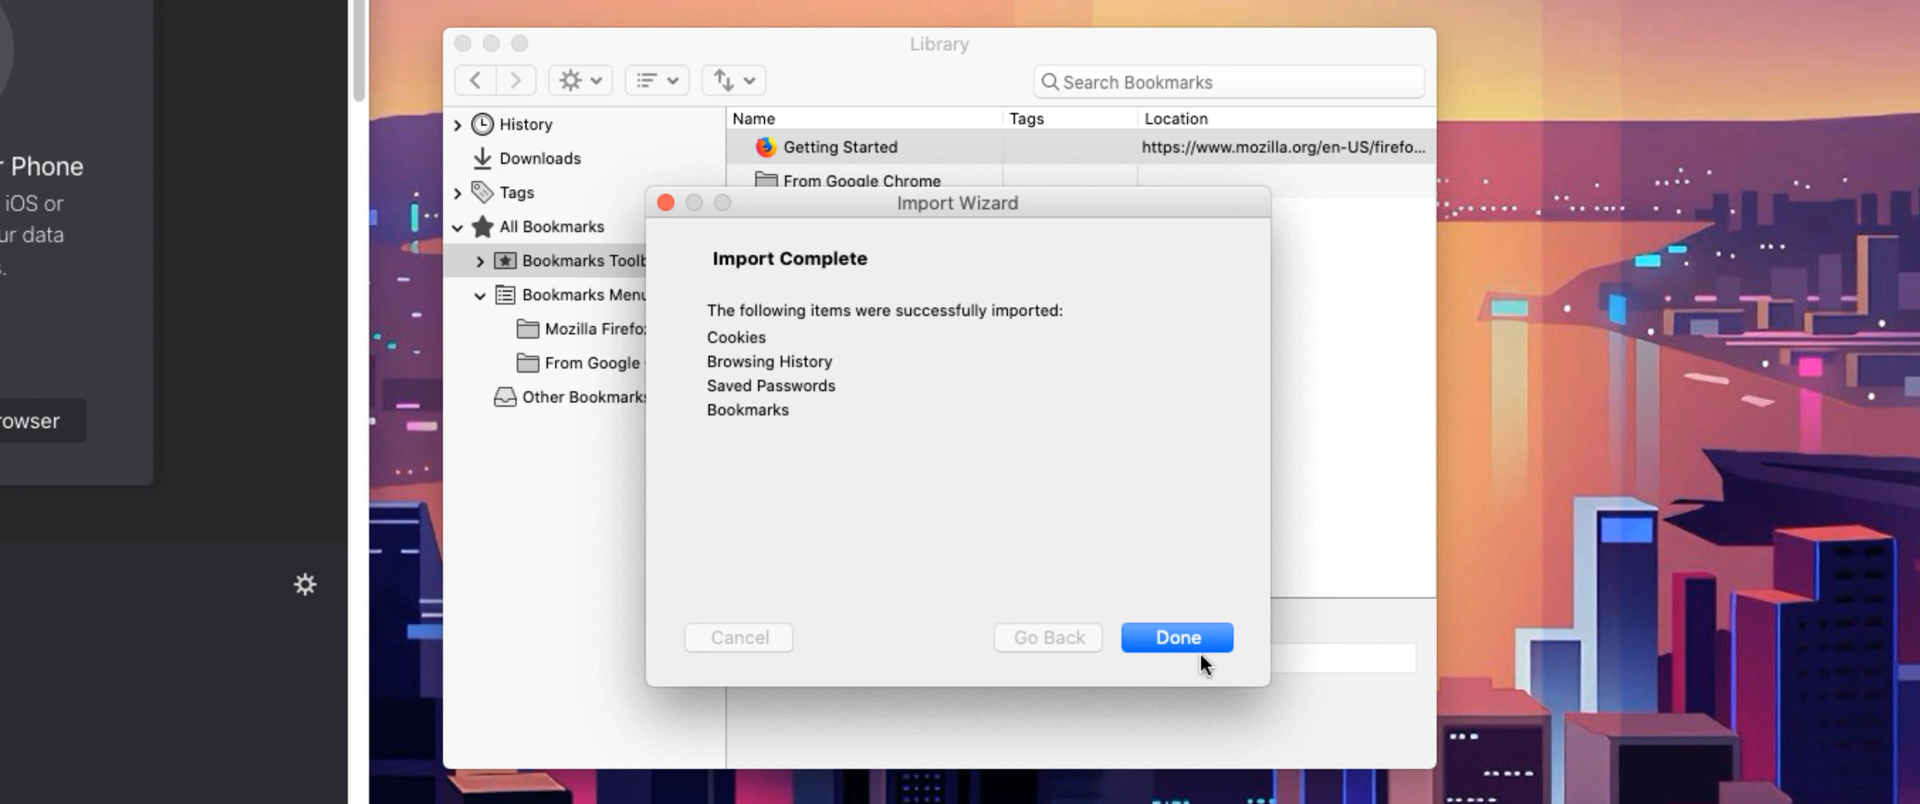 r Phone
iOS or
ur data
s.
owser
Library
Search Bookmarks
History
Downloads
Tags
All Bookmarks
Bookmarks Toolb
Bookmarks Menu
Mozilla Firefo
From Google
Other Bookmarks
Name Tags Location
Getting Started https://www.mozilla.org/en-US/firefo...
From Google Chrome
Import Wizard
Import Complete
The following items were successfully imported:
Cookies
Browsing History
Saved Passwords
Bookmarks
Cancel Go Back Done